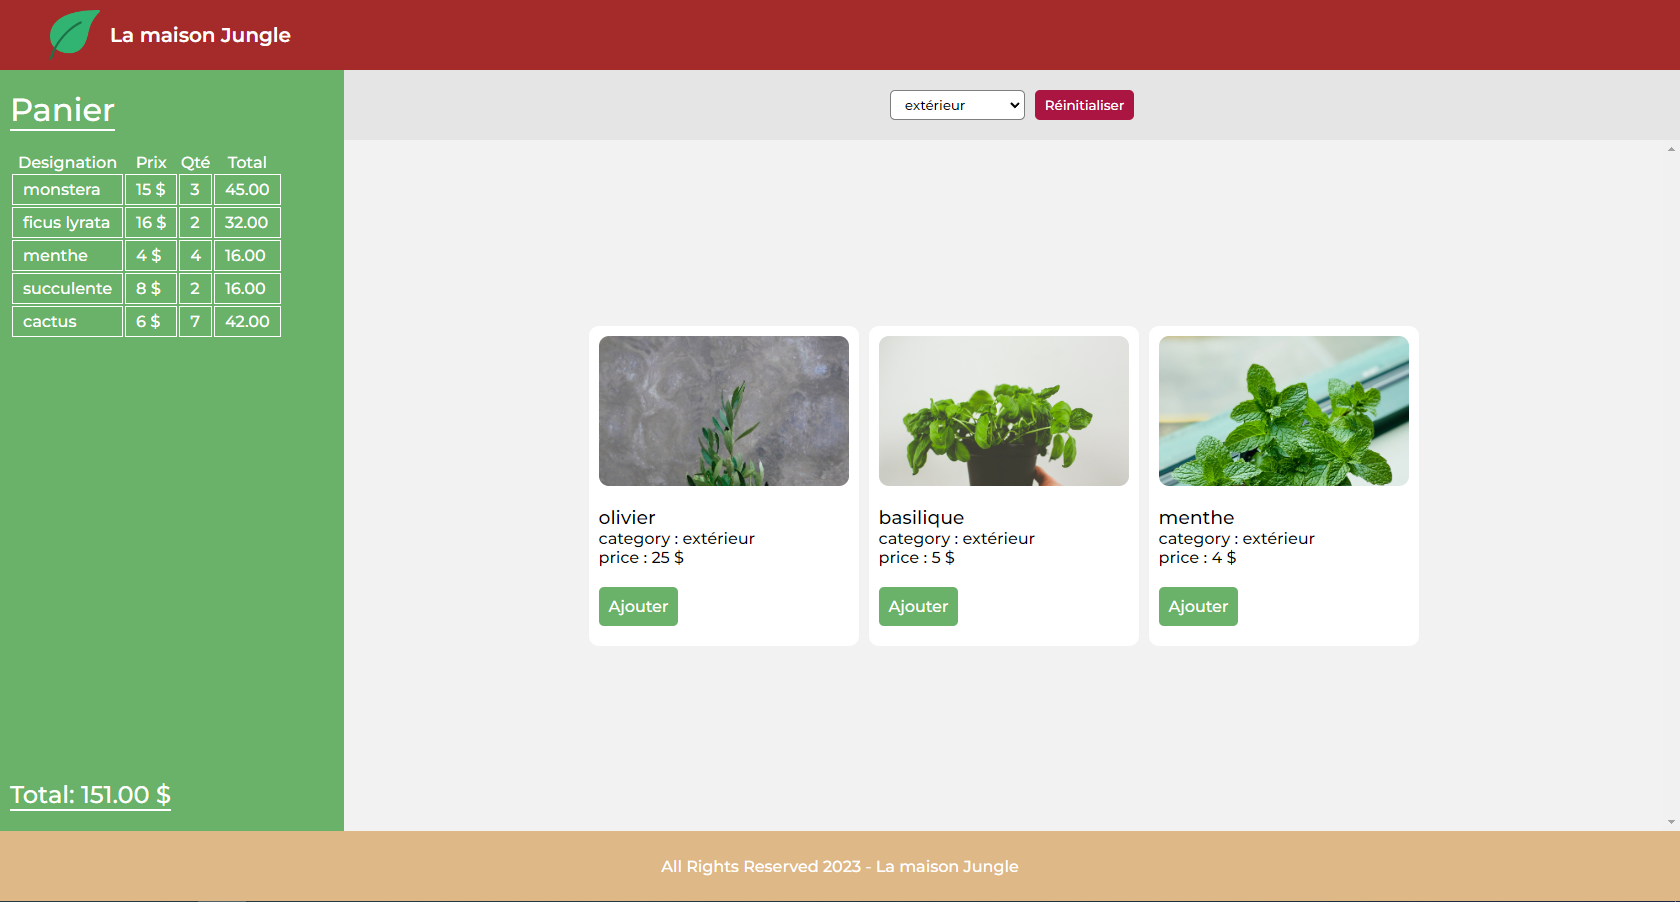 La maison Jungle
Panier
Designation Prix Qté Total
monstera 15 $ 3 45.00
ficus lyrata 16 $ 2 32.00
menthe 4 $ 4 16.00
succulente 8 $ 2 16.00
cactus 6 $ 7 42.00
Total: 151.00 $
extérieur Réinitialiser
olivier
category : extérieur
price : 25 $
Ajouter
basilique
category : extérieur
price : 5 $
Ajouter
menthe
category : extérieur
price : 4 $
Ajouter
All Rights Reserved 2023 - La maison Jungle